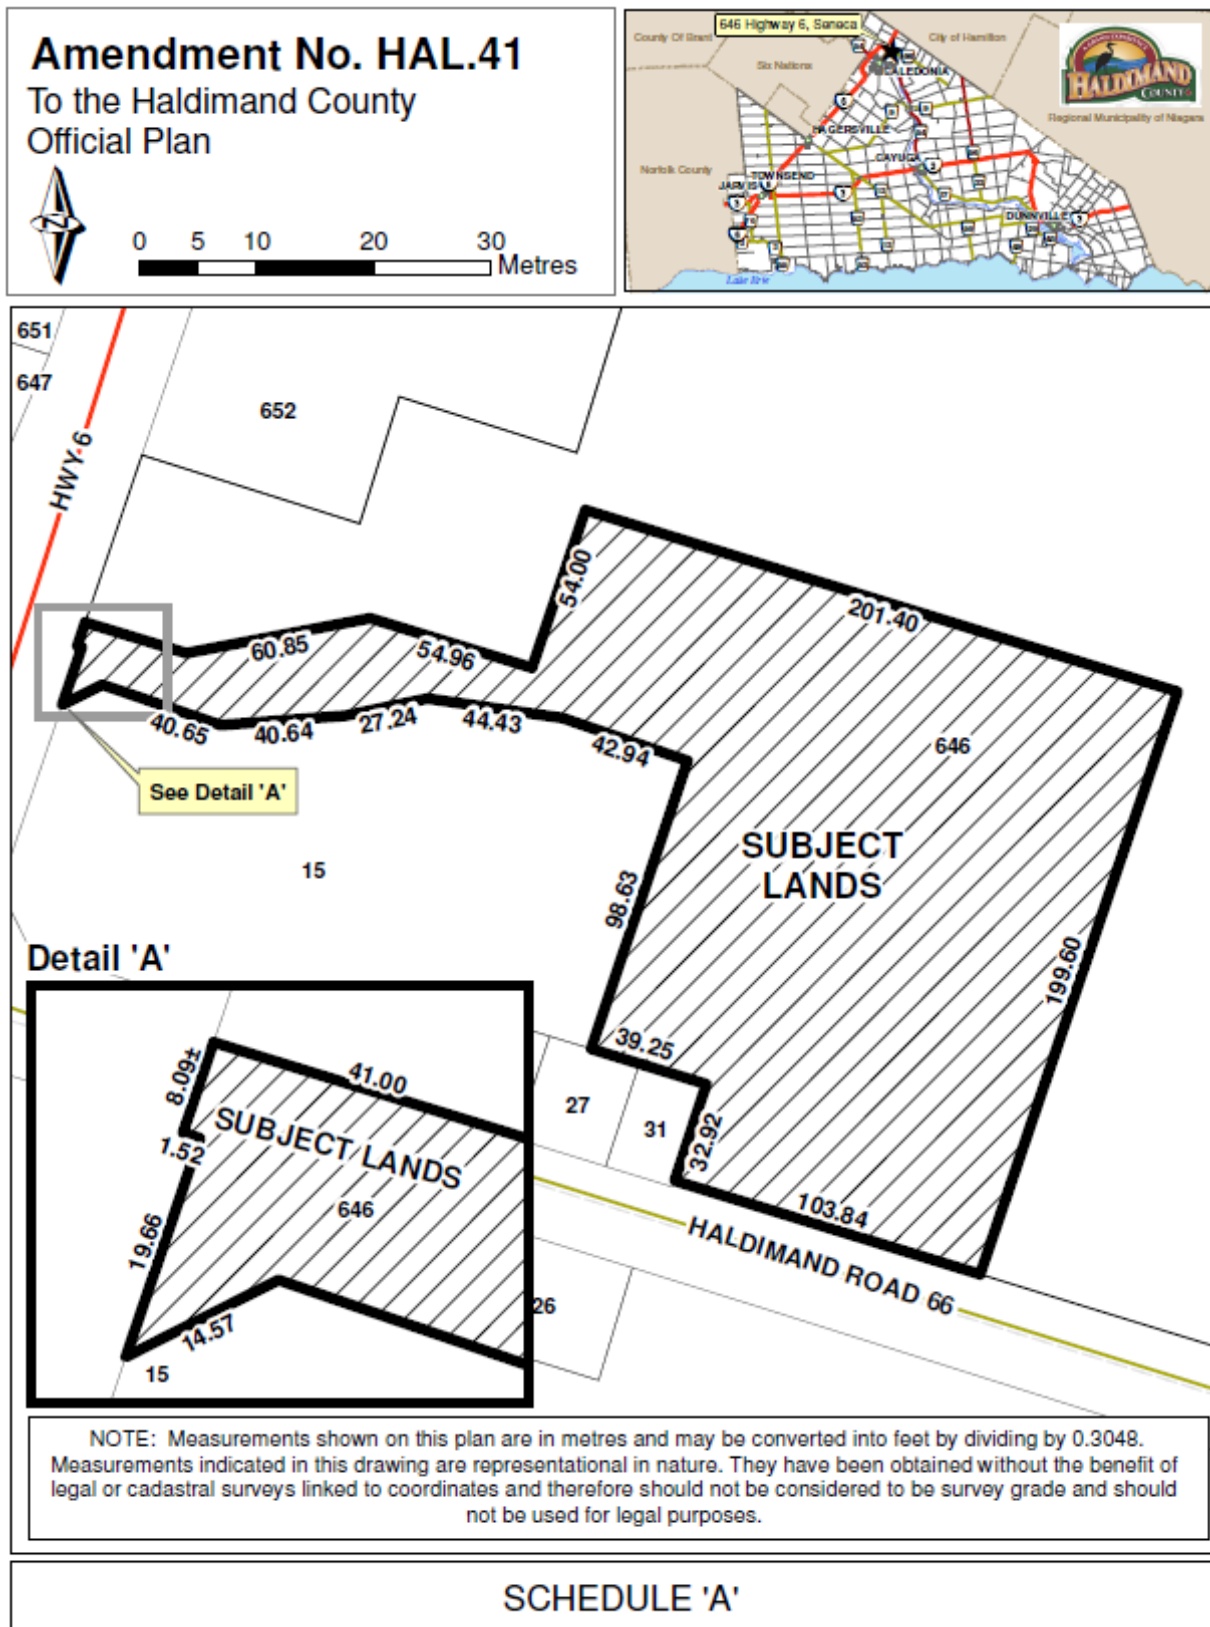 Amendment No. HAL.41
To the Haldimand County
Official Plan
N
0 5 10 20 30
Metres
646 Highway 6, Seneca
County Of Brant
City of Hamilton
Six Nations
CALEDONIA
HALDIMAND
COUNTY
Regional Municipality of Niagara
HAGERSVILLE
CAYUGA
Norfolk County
TOWNSEND
JARVIS
DUNNVILLE
Lake Erie
651
647
652
HWY 6
54.00
201.40
60.85
54.96
40.65
40.64
27.24
44.43
42.94
646
See Detail 'A'
SUBJECT
LANDS
15
98.63
199.60
Detail 'A'
39.25
27
31
32.92
103.84
HALDIMAND ROAD 66
26
8.09±
41.00
SUBJECT LANDS
1.52
646
19.66
14.57
15
NOTE: Measurements shown on this plan are in metres and may be converted into feet by dividing by 0.3048.
Measurements indicated in this drawing are representational in nature. They have been obtained without the benefit of
legal or cadastral surveys linked to coordinates and therefore should not be considered to be survey grade and should
not be used for legal purposes.
SCHEDULE 'A'